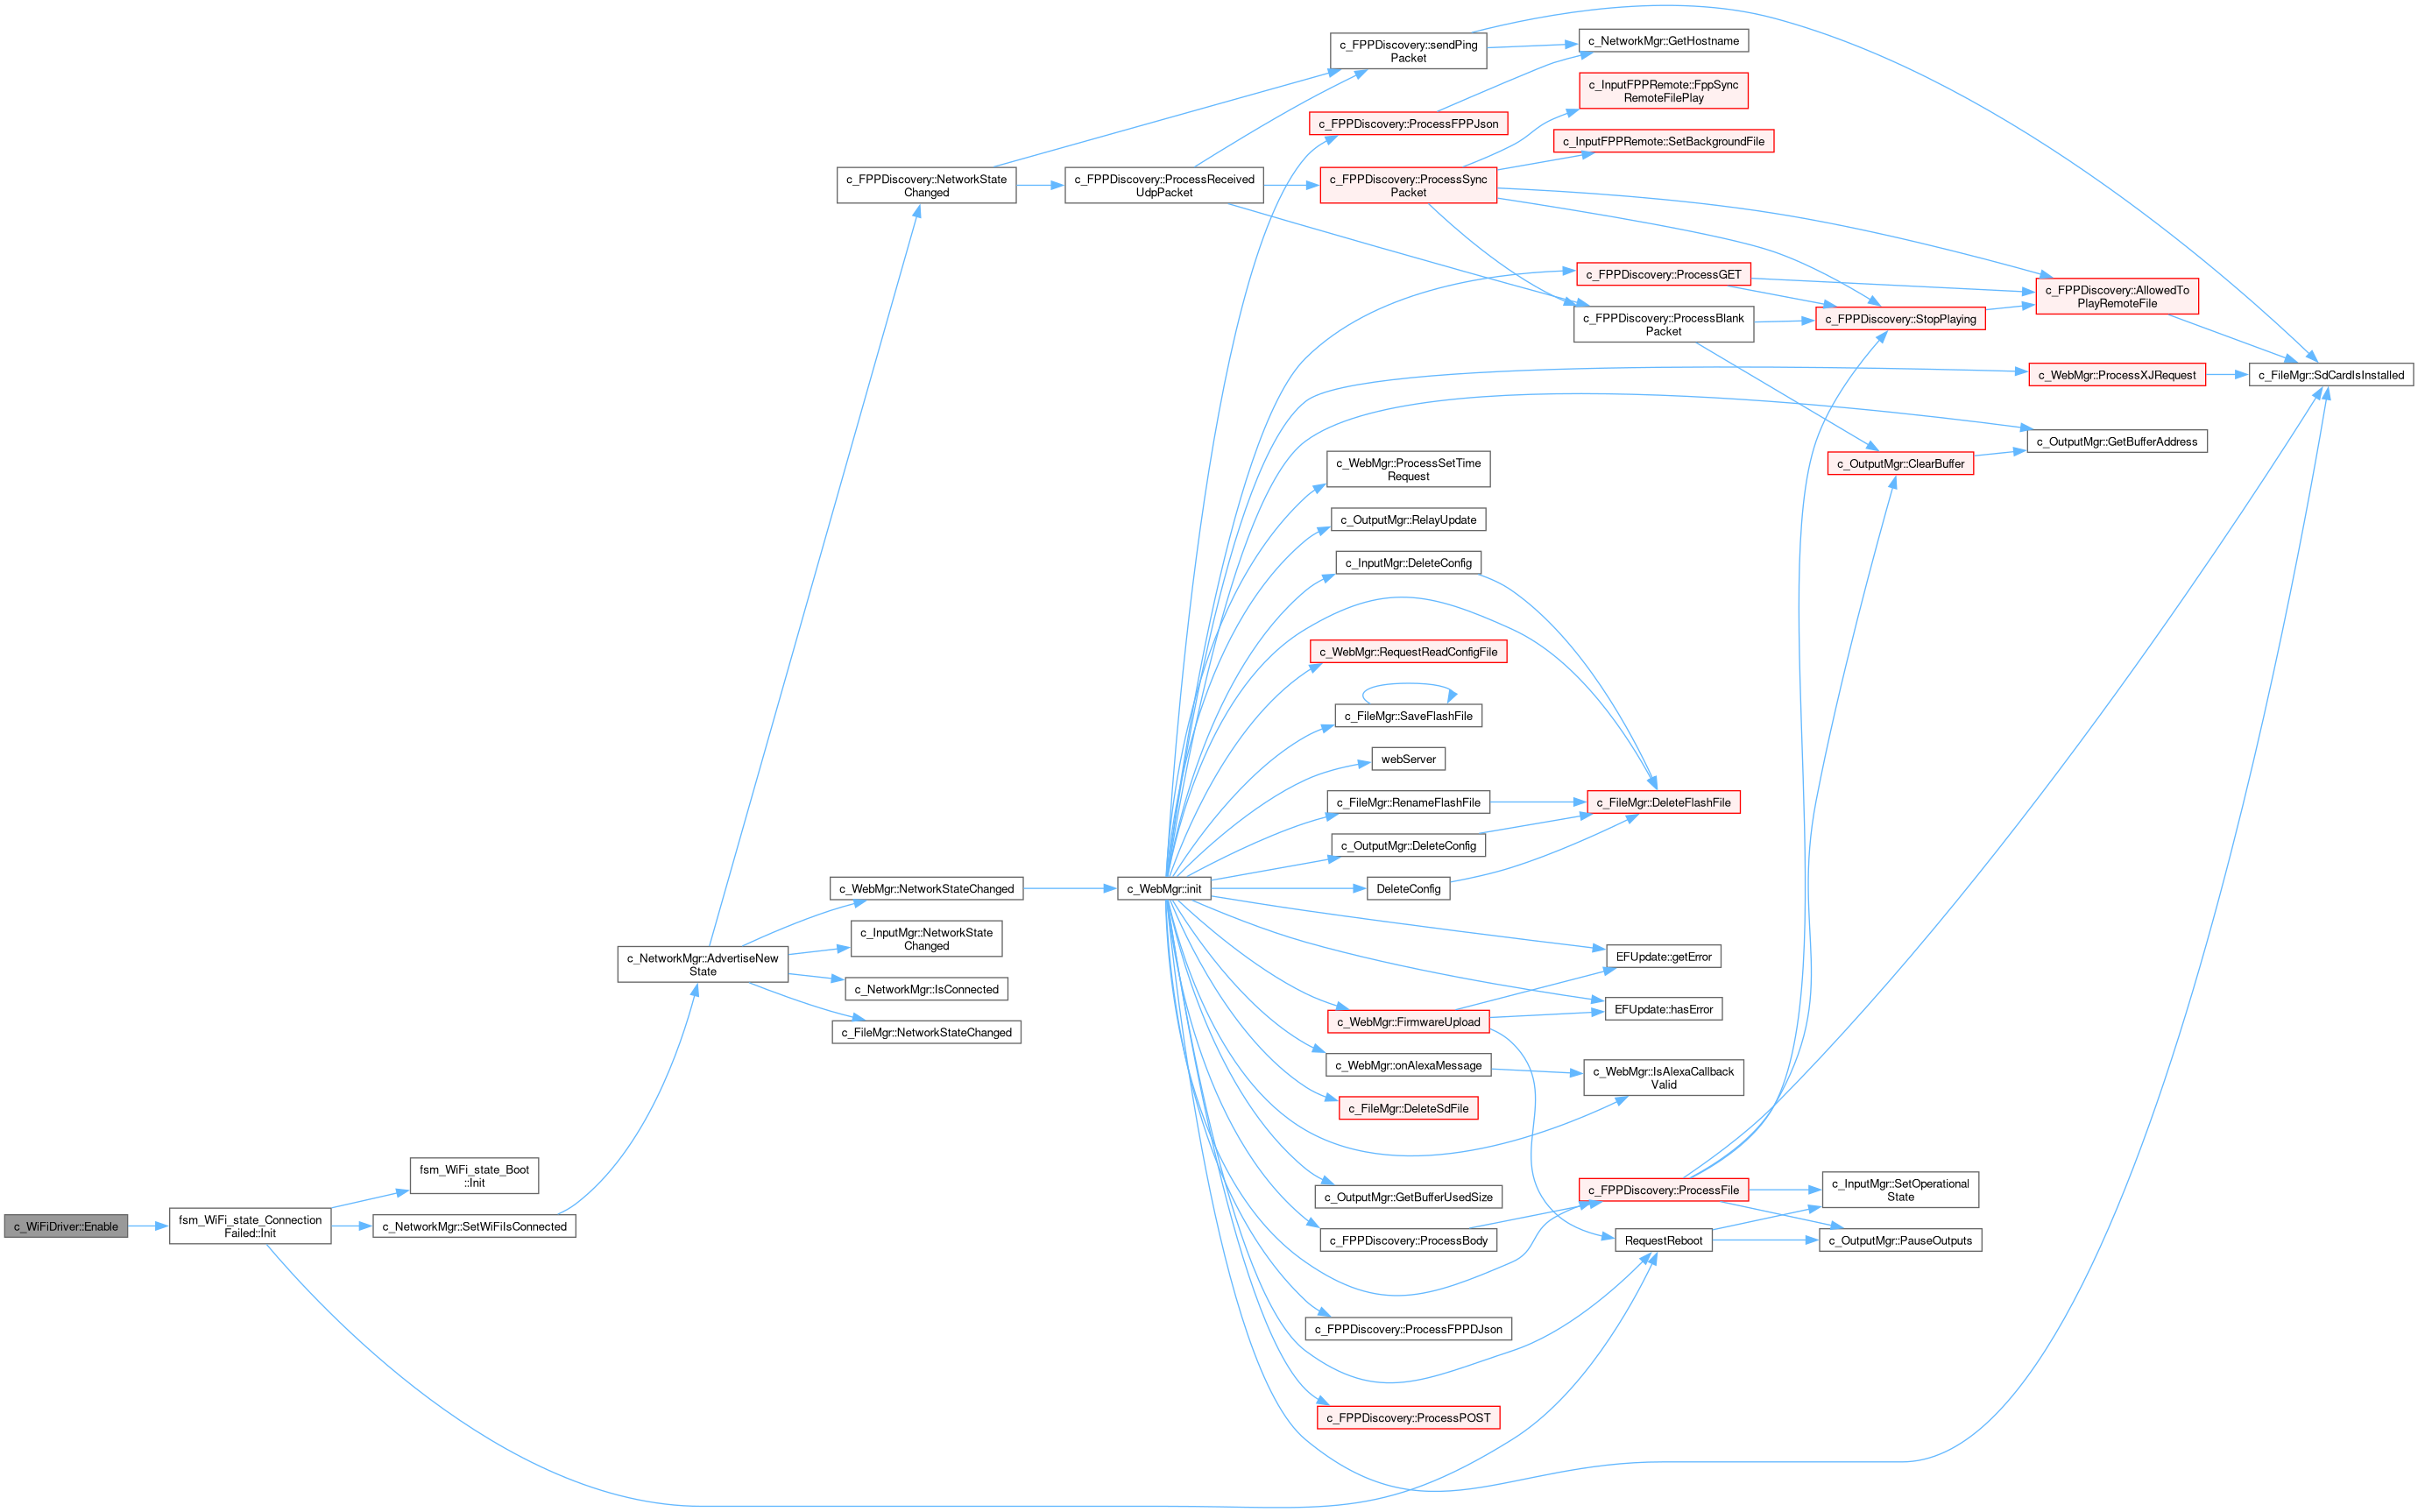 c_WiFiDriver::Enable
fsm_WiFi_state_Connection
Failed::Init
fsm_WiFi_state_Boot
::Init
c_NetworkMgr::SetWiFiIsConnected
c_NetworkMgr::AdvertiseNew
State
c_FPPDiscovery::NetworkState
Changed
c_WebMgr::NetworkStateChanged
c_InputMgr::NetworkState
Changed
c_NetworkMgr::IsConnected
c_FileMgr::NetworkStateChanged
c_FPPDiscovery::ProcessReceived
UdpPacket
c_WebMgr::init
c_FPPDiscovery::sendPing
Packet
c_FPPDiscovery::ProcessFPPJson
c_FPPDiscovery::ProcessSync
Packet
c_WebMgr::ProcessSetTime
Request
c_OutputMgr::RelayUpdate
c_InputMgr::DeleteConfig
c_WebMgr::RequestReadConfigFile
c_FileMgr::SaveFlashFile
webServer
c_FileMgr::RenameFlashFile
c_OutputMgr::DeleteConfig
DeleteConfig
c_WebMgr::FirmwareUpload
c_WebMgr::onAlexaMessage
c_FileMgr::DeleteSdFile
c_OutputMgr::GetBufferUsedSize
c_FPPDiscovery::ProcessBody
c_FPPDiscovery::ProcessFPPDJson
c_FPPDiscovery::ProcessPOST
c_NetworkMgr::GetHostname
c_InputFPPRemote::FppSync
RemoteFilePlay
c_InputFPPRemote::SetBackgroundFile
c_FPPDiscovery::ProcessGET
c_FPPDiscovery::ProcessBlank
Packet
c_FileMgr::DeleteFlashFile
EFUpdate::getError
EFUpdate::hasError
c_WebMgr::IsAlexaCallback
Valid
c_FPPDiscovery::ProcessFile
RequestReboot
c_FPPDiscovery::StopPlaying
c_OutputMgr::ClearBuffer
c_InputMgr::SetOperational
State
c_OutputMgr::PauseOutputs
c_FPPDiscovery::AllowedTo
PlayRemoteFile
c_WebMgr::ProcessXJRequest
c_OutputMgr::GetBufferAddress
c_FileMgr::SdCardIsInstalled